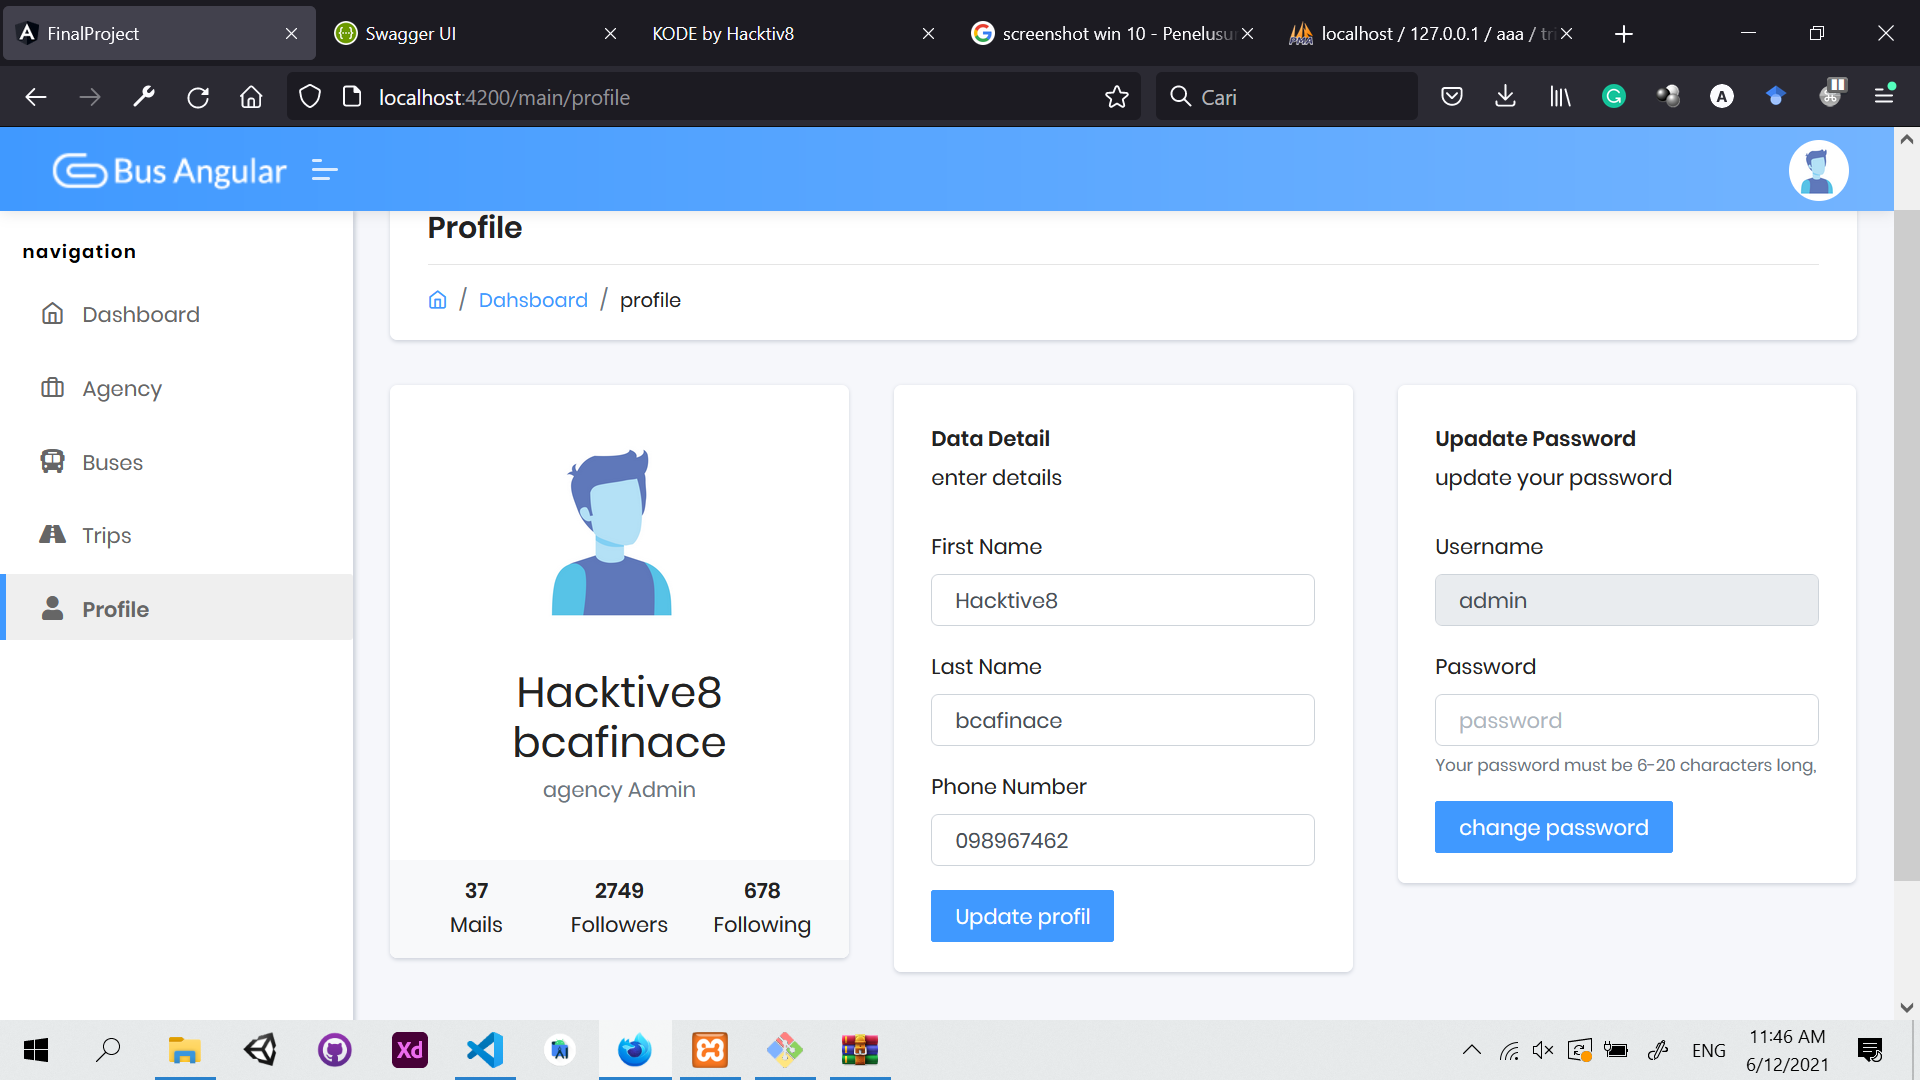 FinalProject
Swagger UI
KODE by Hacktiv8
screenshot win 10 - Penelusu
localhost / 127.0.0.1 / aaa / tri
localhost:4200/main/profile
Cari
Bus Angular
navigation
Dashboard
Agency
Buses
Trips
Profile
Profile
/ Dahsboard / profile
Hacktive8
bcafinace
agency Admin
37
Mails
2749
Followers
678
Following
Data Detail
enter details
First Name
Hacktive8
Last Name
bcafinace
Phone Number
098967462
Update profil
Upadate Password
update your password
Username
admin
Password
password
Your password must be 6-20 characters long,
change password
Xd
ENG
11:46 AM
6/12/2021